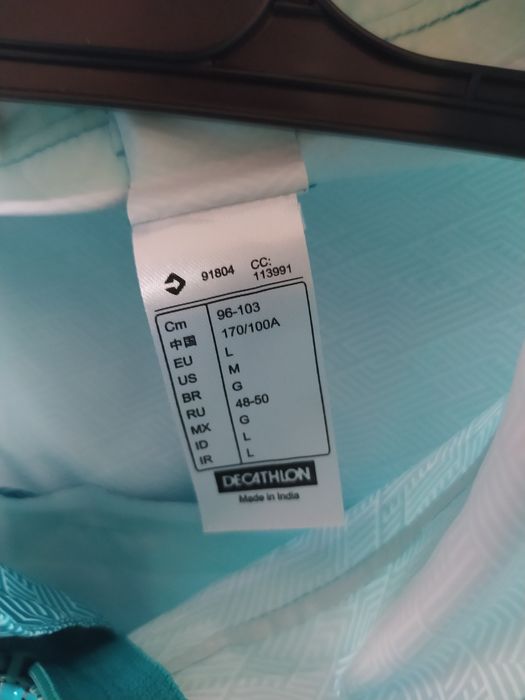 91804 CC:
113991
Cm 96-103
中国 170/100A
EU L
US M
BR G
RU 48-50
MX G
ID L
IR L
DECATHLON
Made in India